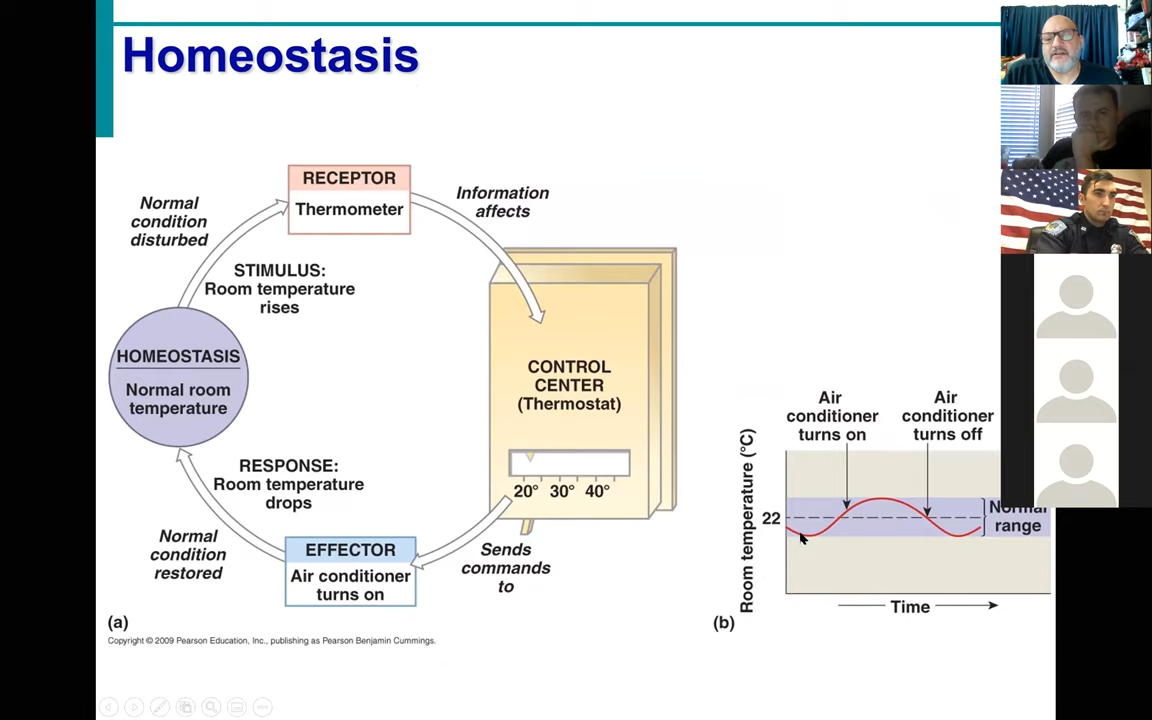 Homeostasis
RECEPTOR
Thermometer
Normal
condition
disturbed
Information
affects
STIMULUS:
Room temperature
rises
HOMEOSTASIS
Normal room
temperature
CONTROL
CENTER
(Thermostat)
20° 30° 40°
RESPONSE:
Room temperature
drops
Normal
condition
restored
EFFECTOR
Air conditioner
turns on
Sends
commands
to
(a)
Copyright © 2009 Pearson Education, Inc., publishing as Pearson Benjamin Cummings.
Air
conditioner
turns on
Air
conditioner
turns off
Room temperature (°C)
22
Normal
range
Time
(b)